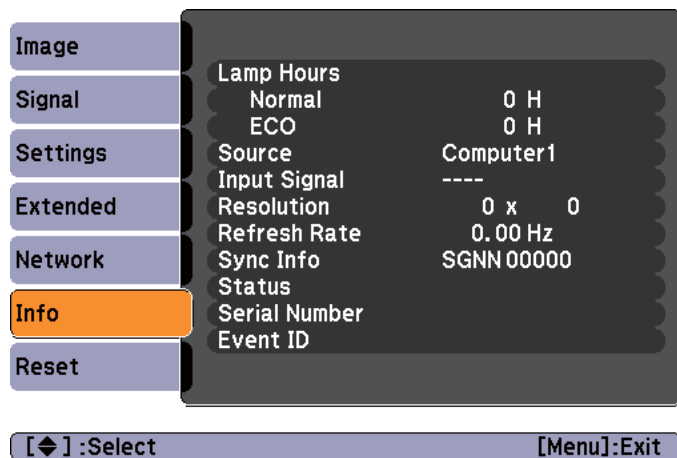 Image
Signal
Settings
Extended
Network
Info
Reset
Lamp Hours
Normal 0 H
ECO 0 H
Source Computer1
Input Signal ----
Resolution 0 x 0
Refresh Rate 0.00 Hz
Sync Info SGNN 00000
Status
Serial Number
Event ID
[◆] :Select [Menu]:Exit